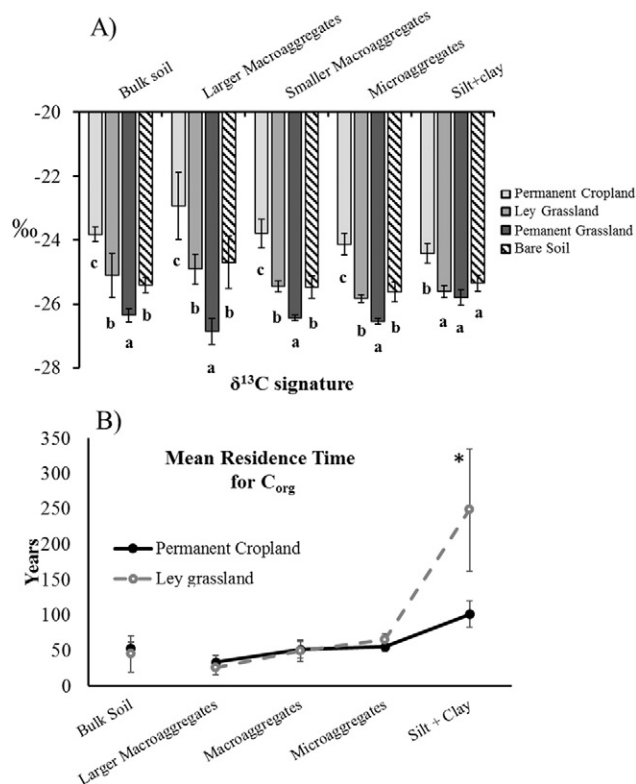 A)
Bulk soil
Larger Macroaggregates
Smaller Macroaggregates
Microaggregates
Silt+clay
-20
-22
-24
-26
-28
‰
Permanent Cropland
Ley Grassland
Pemanent Grassland
Bare Soil
c b a b
c b a b
c b a b
c b a b
b a a a
δ¹³C signature
B)
Mean Residence Time
for Corg
*
Permanent Cropland
Ley grassland
Years
350
300
250
200
150
100
50
0
Bulk Soil
Larger Macroaggregates
Macroaggregates
Microaggregates
Silt + Clay